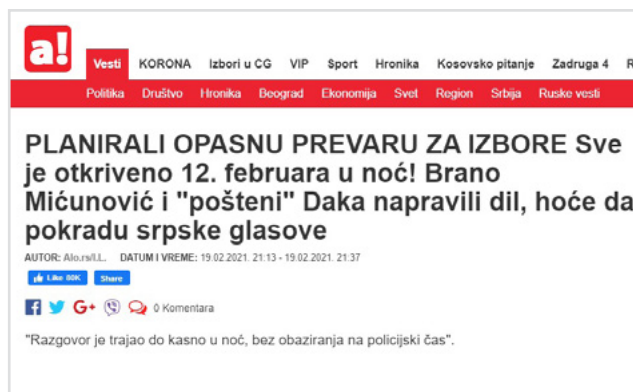 a!
Vesti KORONA Izbori u CG VIP Sport Hronika Kosovsko pitanje Zadruga 4
Politika Društvo Hronika Beograd Ekonomija Svet Region Srbija Ruske vesti
PLANIRALI OPASNU PREVARU ZA IZBORE Sve
je otkriveno 12. februara u noć! Brano
Mićunović i "pošteni" Daka napravili dil, hoće da
pokradu srpske glasove
AUTOR: Alo.rs/I.L. DATUM I VREME: 19.02.2021. 21:13 - 19.02.2021. 21:37
Like 80K Share
0 Komentara
"Razgovor je trajao do kasno u noć, bez obaziranja na policijski čas".